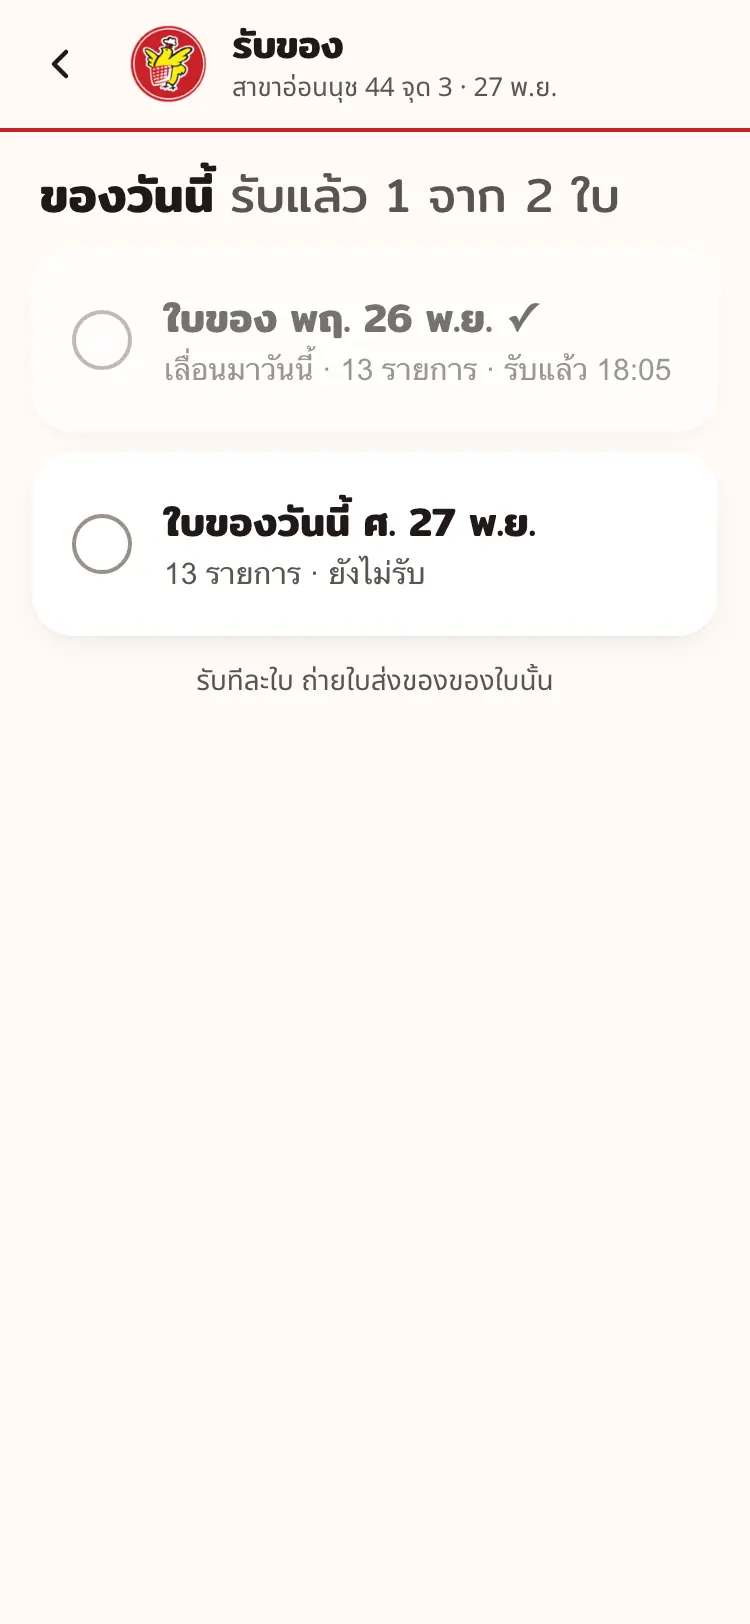 รับของ
สาขาอ่อนนุช 44 จุด 3 · 27 พ.ย.
ของวันนี้ รับแล้ว 1 จาก 2 ใบ
ใบของ พฤ. 26 พ.ย. ✓
เลื่อนมาวันนี้ · 13 รายการ · รับแล้ว 18:05
ใบของวันนี้ ศ. 27 พ.ย.
13 รายการ · ยังไม่รับ
รับทีละใบ ถ่ายใบส่งของของใบนั้น